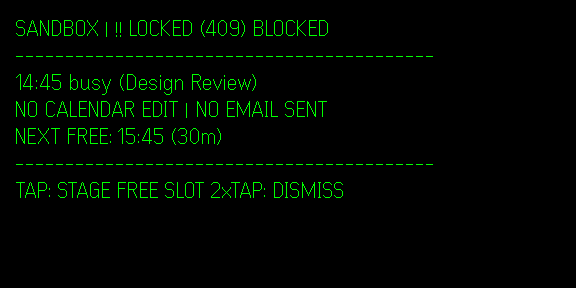 SANDBOX | !! LOCKED (409) BLOCKED
------------------------------------------
14:45 busy (Design Review)
NO CALENDAR EDIT | NO EMAIL SENT
NEXT FREE: 15:45 (30m)
------------------------------------------
TAP: STAGE FREE SLOT 2xTAP: DISMISS